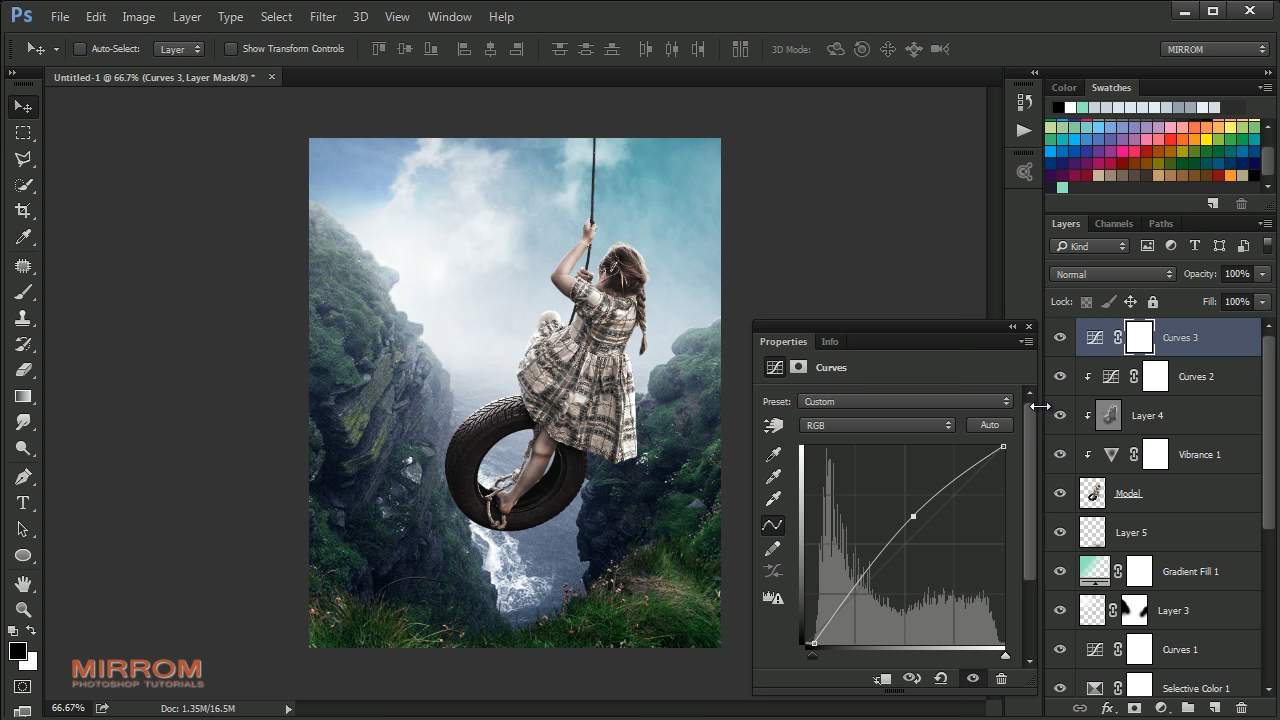 Ps File Edit Image Layer Type Select Filter 3D View Window Help
Auto-Select: Layer Show Transform Controls 3D Mode: MIRROM
Untitled-1 @ 66.7% (Curves 3, Layer Mask/8) * ×
Color Swatches
Layers Channels Paths
Kind
Normal Opacity: 100%
Lock: Fill: 100%
Curves 3
Curves 2
Layer 4
Vibrance 1
Model
Layer 5
Gradient Fill 1
Layer 3
Curves 1
Selective Color 1
Properties Info
Curves
Preset: Custom
RGB Auto
MIRROM
PHOTOSHOP TUTORIALS
66.67% Doc: 1.35M/16.5M